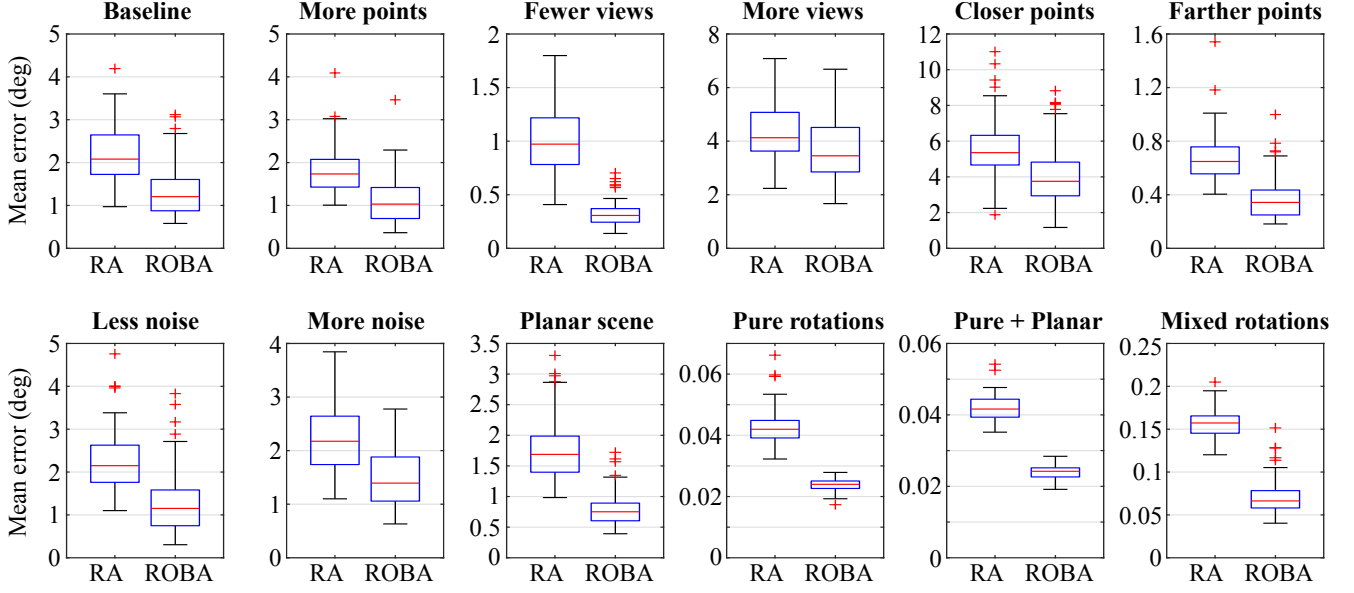 Baseline
More points
Fewer views
More views
Closer points
Farther points
Mean error (deg)
5
4
3
2
1
0
RA ROBA
5
4
3
2
1
0
RA ROBA
2
1.5
1
0.5
0
RA ROBA
8
6
4
2
0
RA ROBA
12
10
8
6
4
2
0
RA ROBA
1.6
1.2
0.8
0.4
0.0
RA ROBA
Less noise
More noise
Planar scene
Pure rotations
Pure + Planar
Mixed rotations
Mean error (deg)
5
4
3
2
1
0
RA ROBA
4
3
2
1
0
RA ROBA
3.5
3
2.5
2
1.5
1
0.5
0
RA ROBA
0.06
0.04
0.02
0
RA ROBA
0.06
0.04
0.02
0
RA ROBA
0.25
0.2
0.15
0.1
0.05
0
RA ROBA